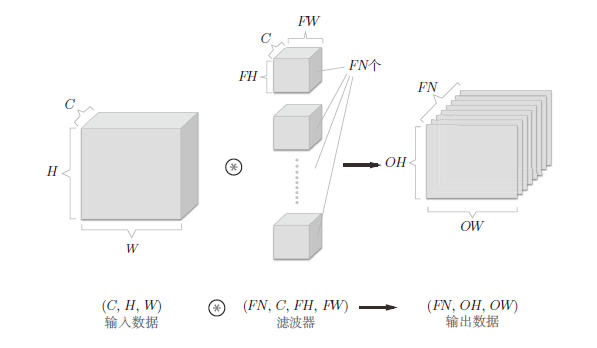 FW
C
FH
FN个
C
H
W
FN
OH
OW
(C, H, W) ⊛ (FN, C, FH, FW) → (FN, OH, OW)
输入数据 滤波器 输出数据